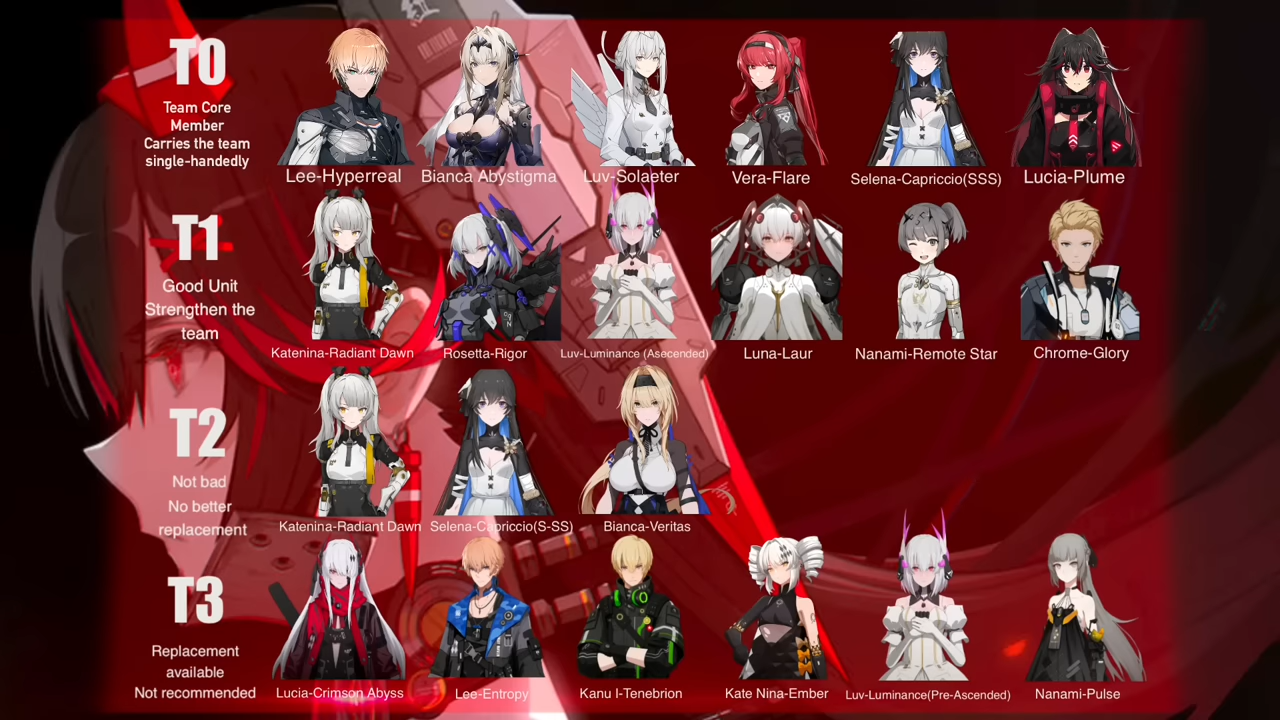 T0
Team Core
Member
Carries the team
single-handedly
Lee-Hyperreal
Bianca Abystigma
Luv-Solaeter
Vera-Flare
Selena-Capriccio(SSS)
Lucia-Plume
T1
Good Unit
Strengthen the
team
Katenina-Radiant Dawn
Rosetta-Rigor
Luv-Luminance (Asecended)
Luna-Laur
Nanami-Remote Star
Chrome-Glory
T2
Not bad
No better
replacement
Katenina-Radiant Dawn
Selena-Capriccio(S-SS)
Bianca-Veritas
T3
Replacement
available
Not recommended
Lucia-Crimson Abyss
Lee-Entropy
Kanu I-Tenebrion
Kate Nina-Ember
Luv-Luminance(Pre-Ascended)
Nanami-Pulse